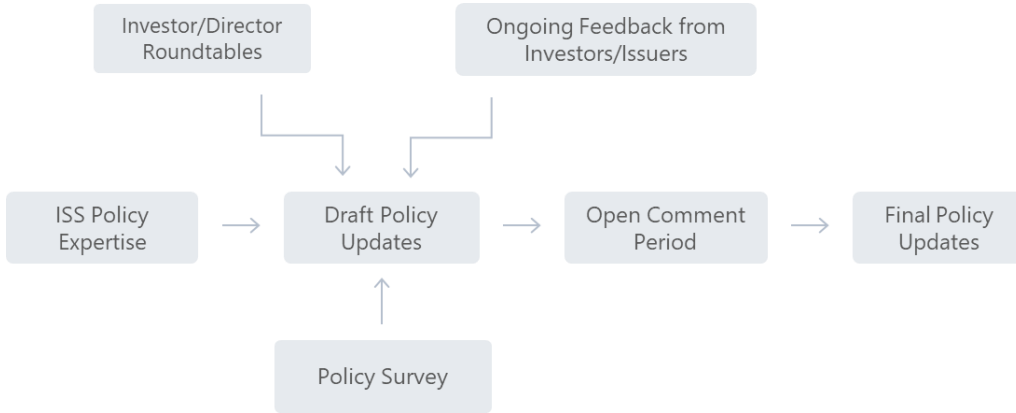 Investor/Director
Roundtables
Ongoing Feedback from
Investors/Issuers
ISS Policy
Expertise
Draft Policy
Updates
Open Comment
Period
Final Policy
Updates
Policy Survey